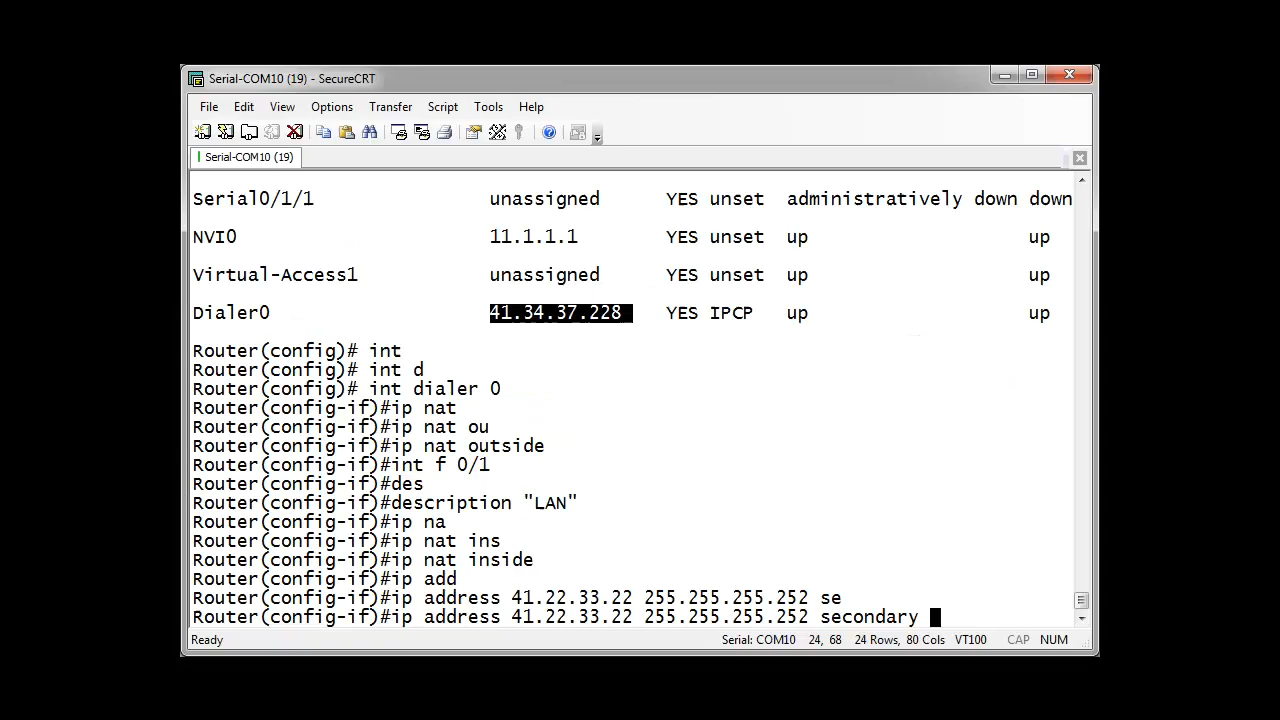 Serial-COM10 (19) - SecureCRT
File Edit View Options Transfer Script Tools Help
Serial-COM10 (19)
Serial0/1/1 unassigned YES unset administratively down down
NVI0 11.1.1.1 YES unset up up
Virtual-Access1 unassigned YES unset up up
Dialer0 41.34.37.228 YES IPCP up up
Router(config)# int
Router(config)# int d
Router(config)# int dialer 0
Router(config-if)#ip nat
Router(config-if)#ip nat ou
Router(config-if)#ip nat outside
Router(config-if)#int f 0/1
Router(config-if)#des
Router(config-if)#description "LAN"
Router(config-if)#ip na
Router(config-if)#ip nat ins
Router(config-if)#ip nat inside
Router(config-if)#ip add
Router(config-if)#ip address 41.22.33.22 255.255.255.252 se
Router(config-if)#ip address 41.22.33.22 255.255.255.252 secondary
Ready Serial: COM10 24, 68 24 Rows, 80 Cols VT100 CAP NUM